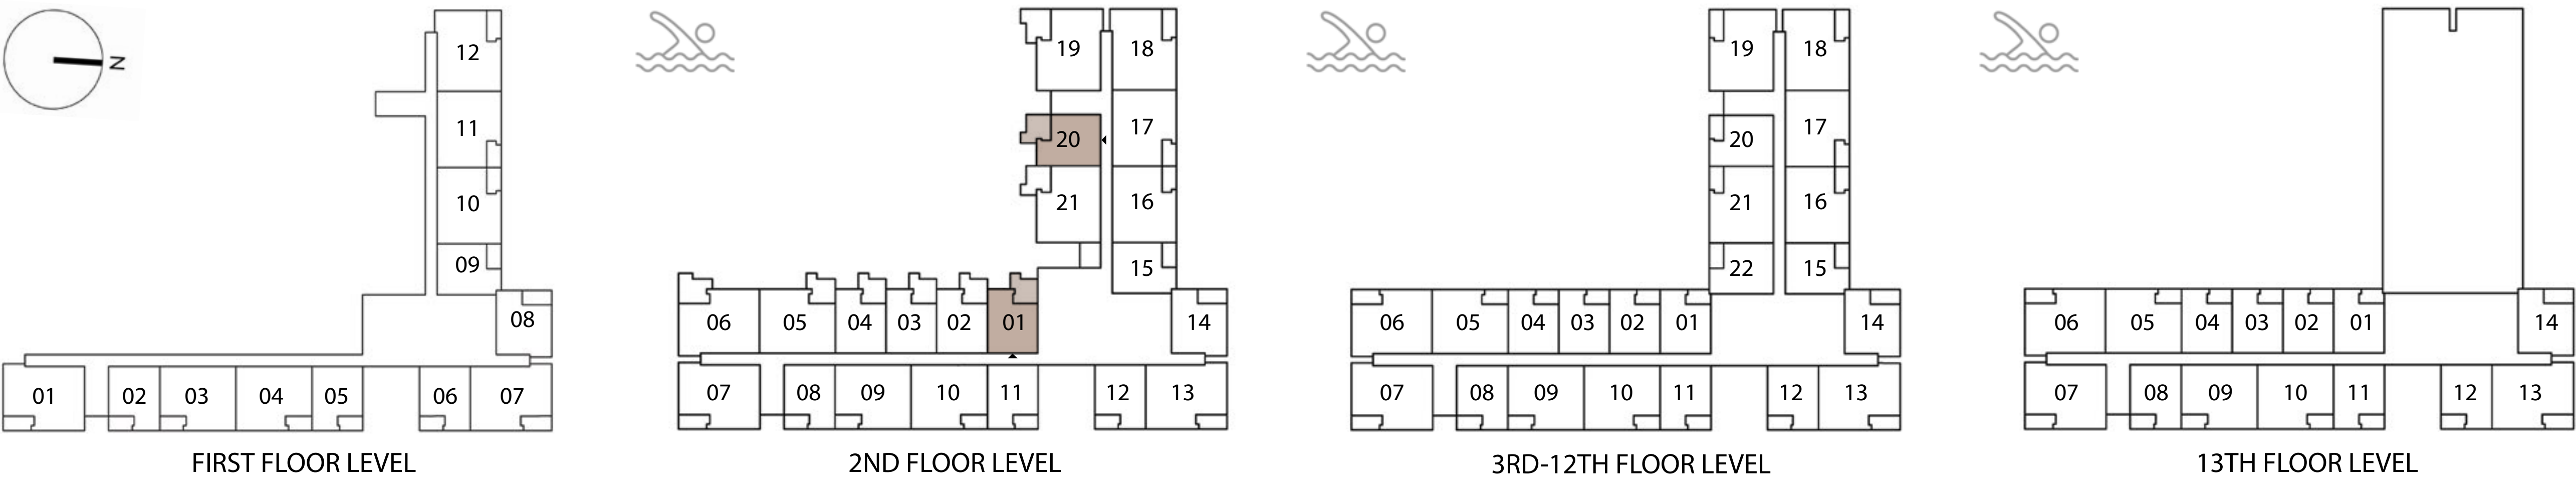 N
12
11
10
09
08
01 02 03 04 05 06 07
FIRST FLOOR LEVEL
19 18
20 17
21 16
15
06 05 04 03 02 01 14
07 08 09 10 11 12 13
2ND FLOOR LEVEL
19 18
20 17
21 16
22 15
06 05 04 03 02 01 14
07 08 09 10 11 12 13
3RD-12TH FLOOR LEVEL
06 05 04 03 02 01 14
07 08 09 10 11 12 13
13TH FLOOR LEVEL